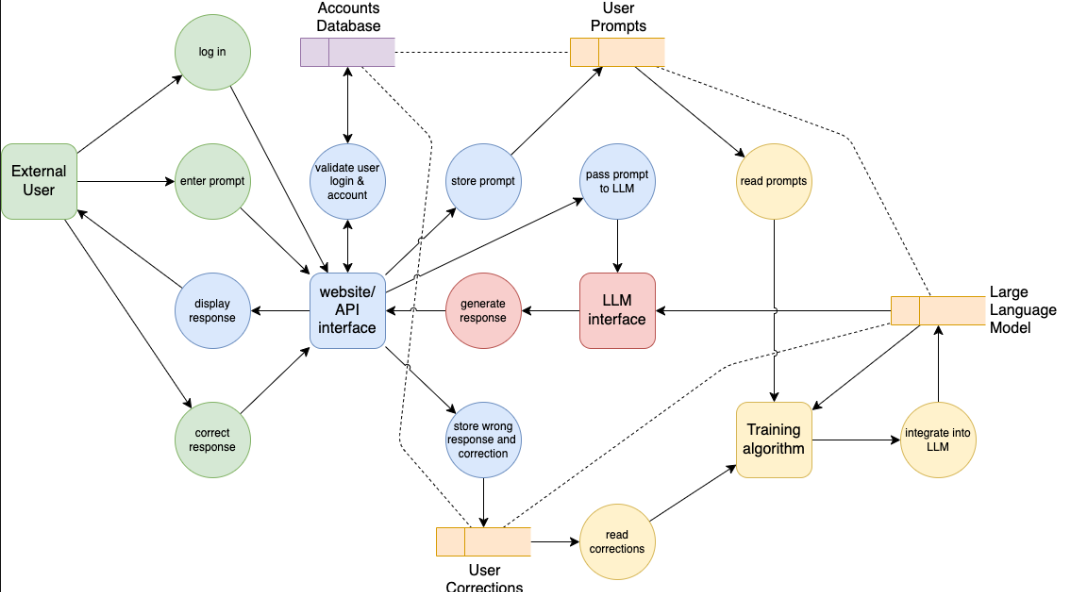 Accounts
Database
User
Prompts
log in
External
User
enter prompt
validate user
login &
account
store prompt
pass prompt
to LLM
read prompts
display
response
website/
API
interface
generate
response
LLM
interface
Large
Language
Model
correct
response
store wrong
response and
correction
Training
algorithm
integrate into
LLM
read
corrections
User
Corrections